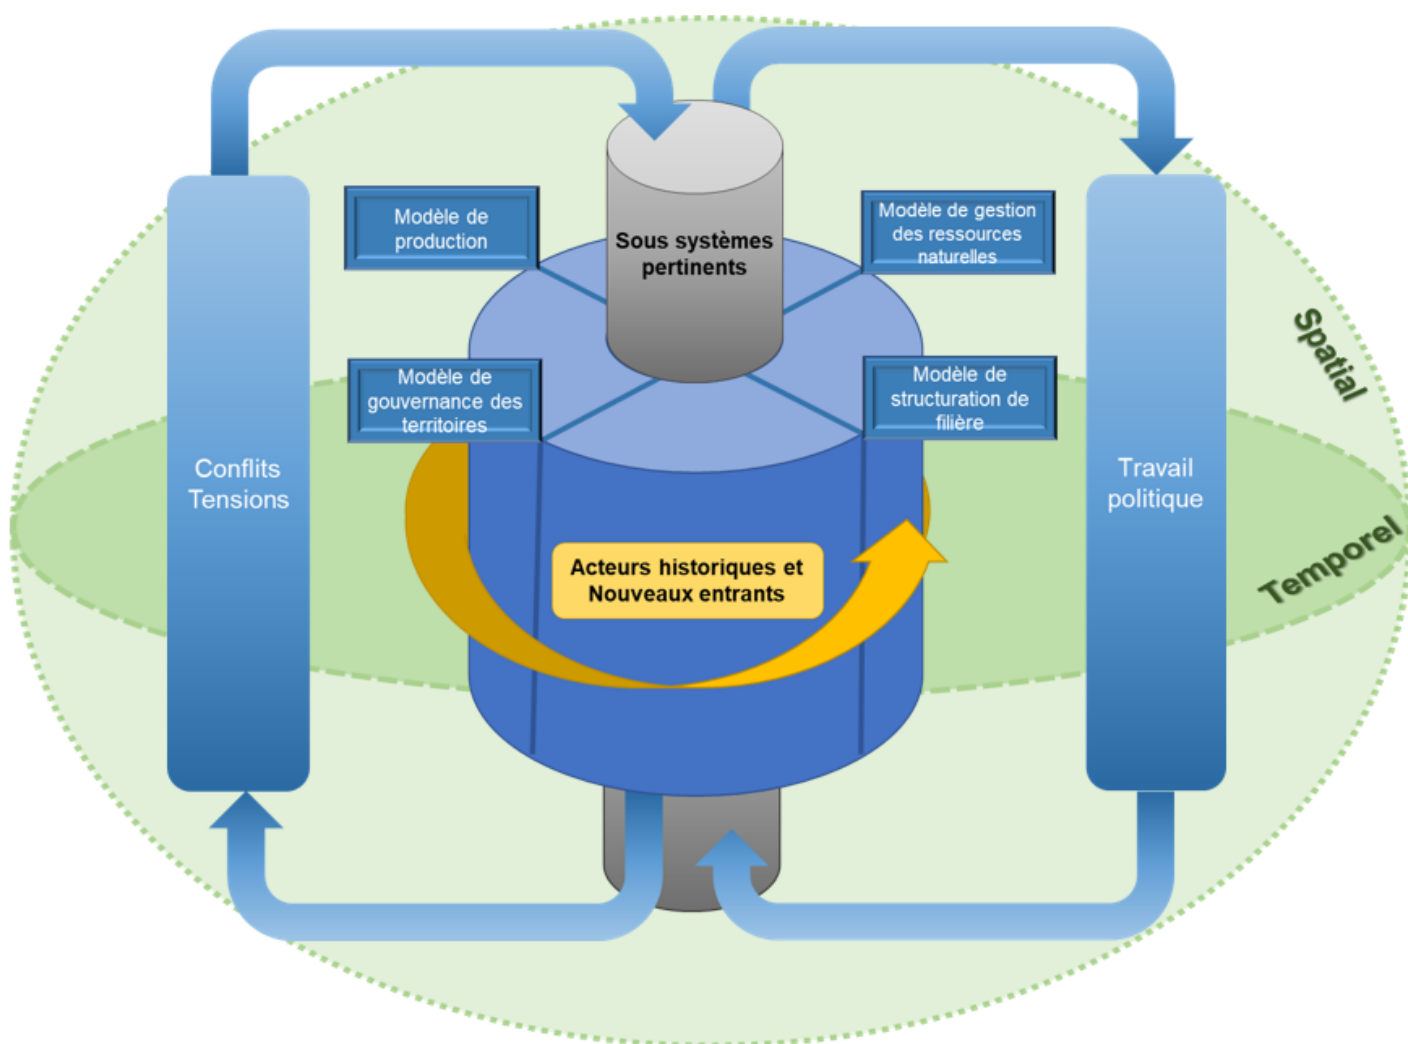 Modèle de
production
Sous systèmes
pertinents
Modèle de gestion
des ressources
naturelles
Spatial
Modèle de
gouvernance des
territoires
Modèle de
structuration de
filière
Conflits
Tensions
Travail
politique
Temporel
Acteurs historiques et
Nouveaux entrants